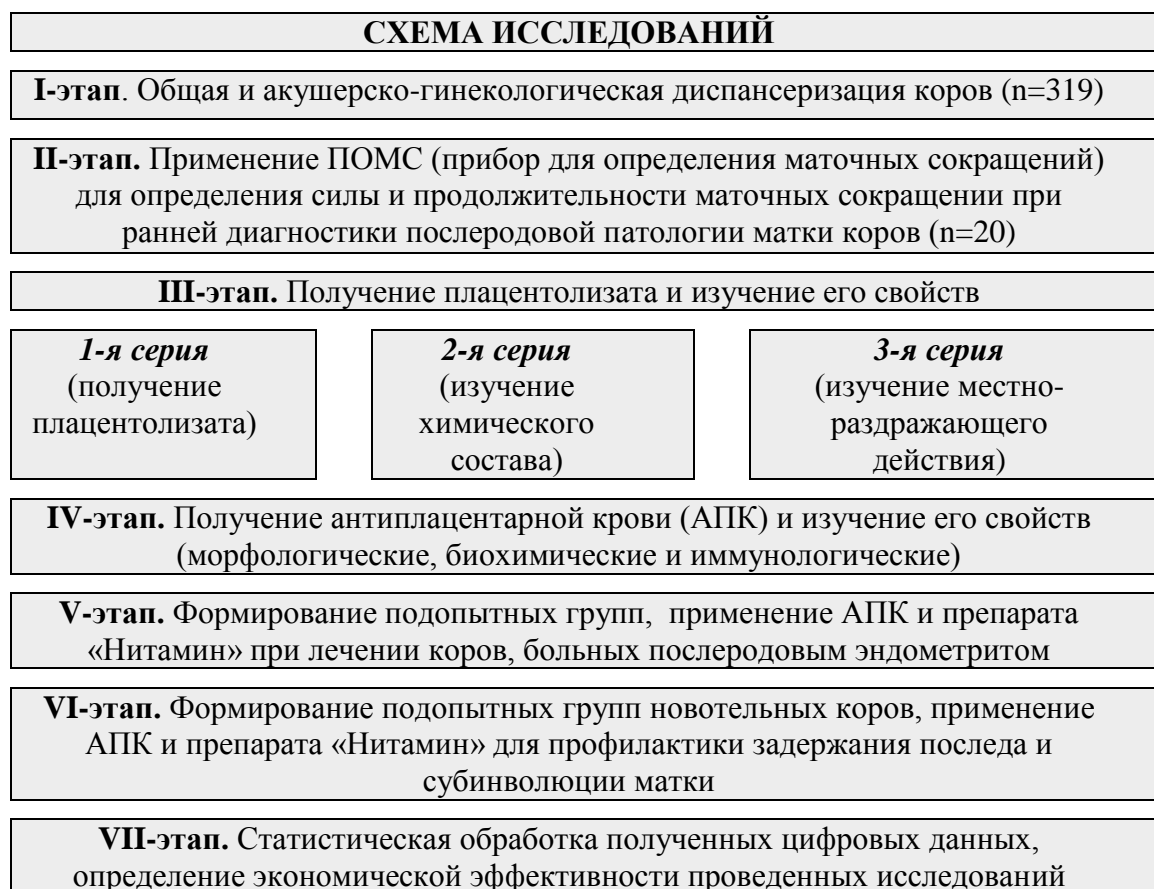 СХЕМА ИССЛЕДОВАНИЙ
I-этап. Общая и акушерско-гинекологическая диспансеризация коров (n=319)
II-этап. Применение ПОМС (прибор для определения маточных сокращений)
для определения силы и продолжительности маточных сокращении при
ранней диагностики послеродовой патологии матки коров (n=20)
III-этап. Получение плацентолизата и изучение его свойств
1-я серия
(получение
плацентолизата)
2-я серия
(изучение
химического
состава)
3-я серия
(изучение местно-
раздражающего
действия)
IV-этап. Получение антиплацентарной крови (АПК) и изучение его свойств
(морфологические, биохимические и иммунологические)
V-этап. Формирование подопытных групп, применение АПК и препарата
«Нитамин» при лечении коров, больных послеродовым эндометритом
VI-этап. Формирование подопытных групп новотельных коров, применение
АПК и препарата «Нитамин» для профилактики задержания последа и
субинволюции матки
VII-этап. Статистическая обработка полученных цифровых данных,
определение экономической эффективности проведенных исследований